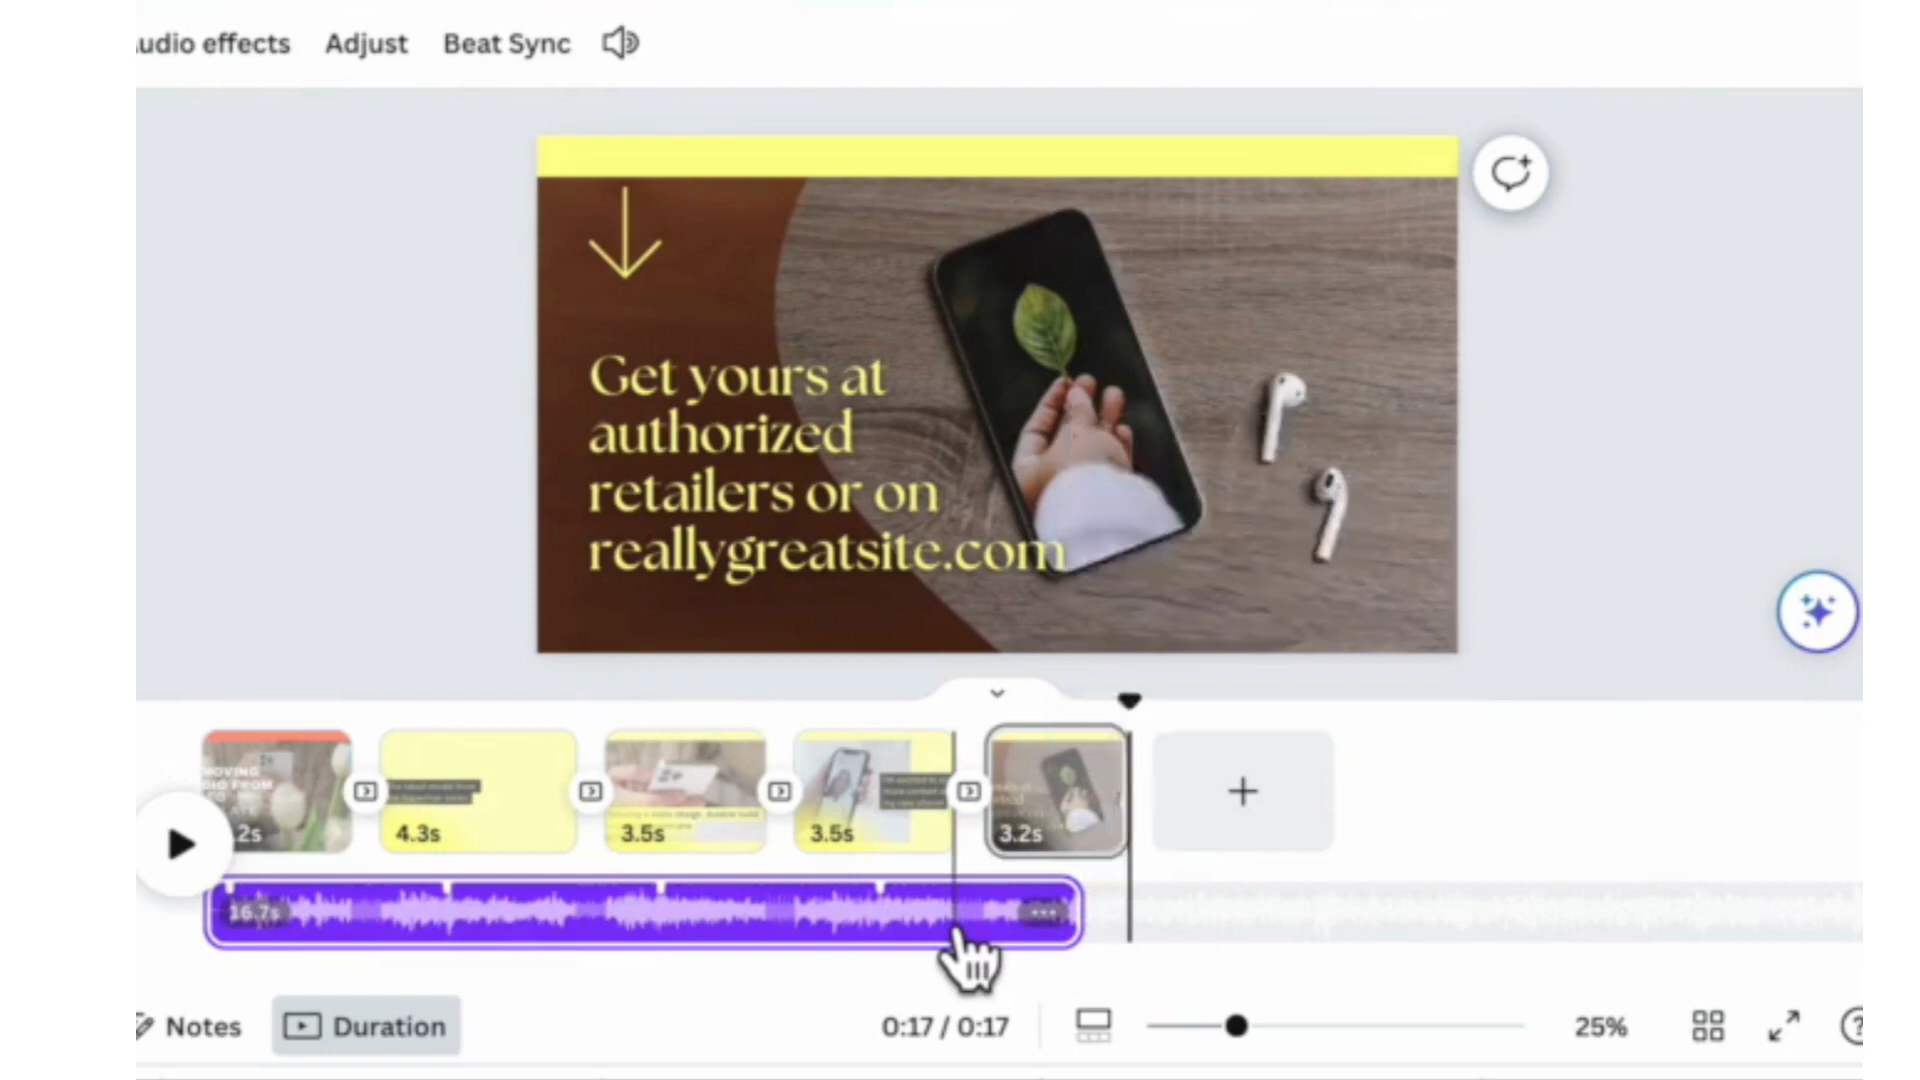 udio effects Adjust Beat Sync
Get yours at
authorized
retailers or on
reallygreatsite.com
MOVING
2s
4.3s
3.5s
3.5s
3.2s
16.7s
Notes Duration 0:17 / 0:17 25%